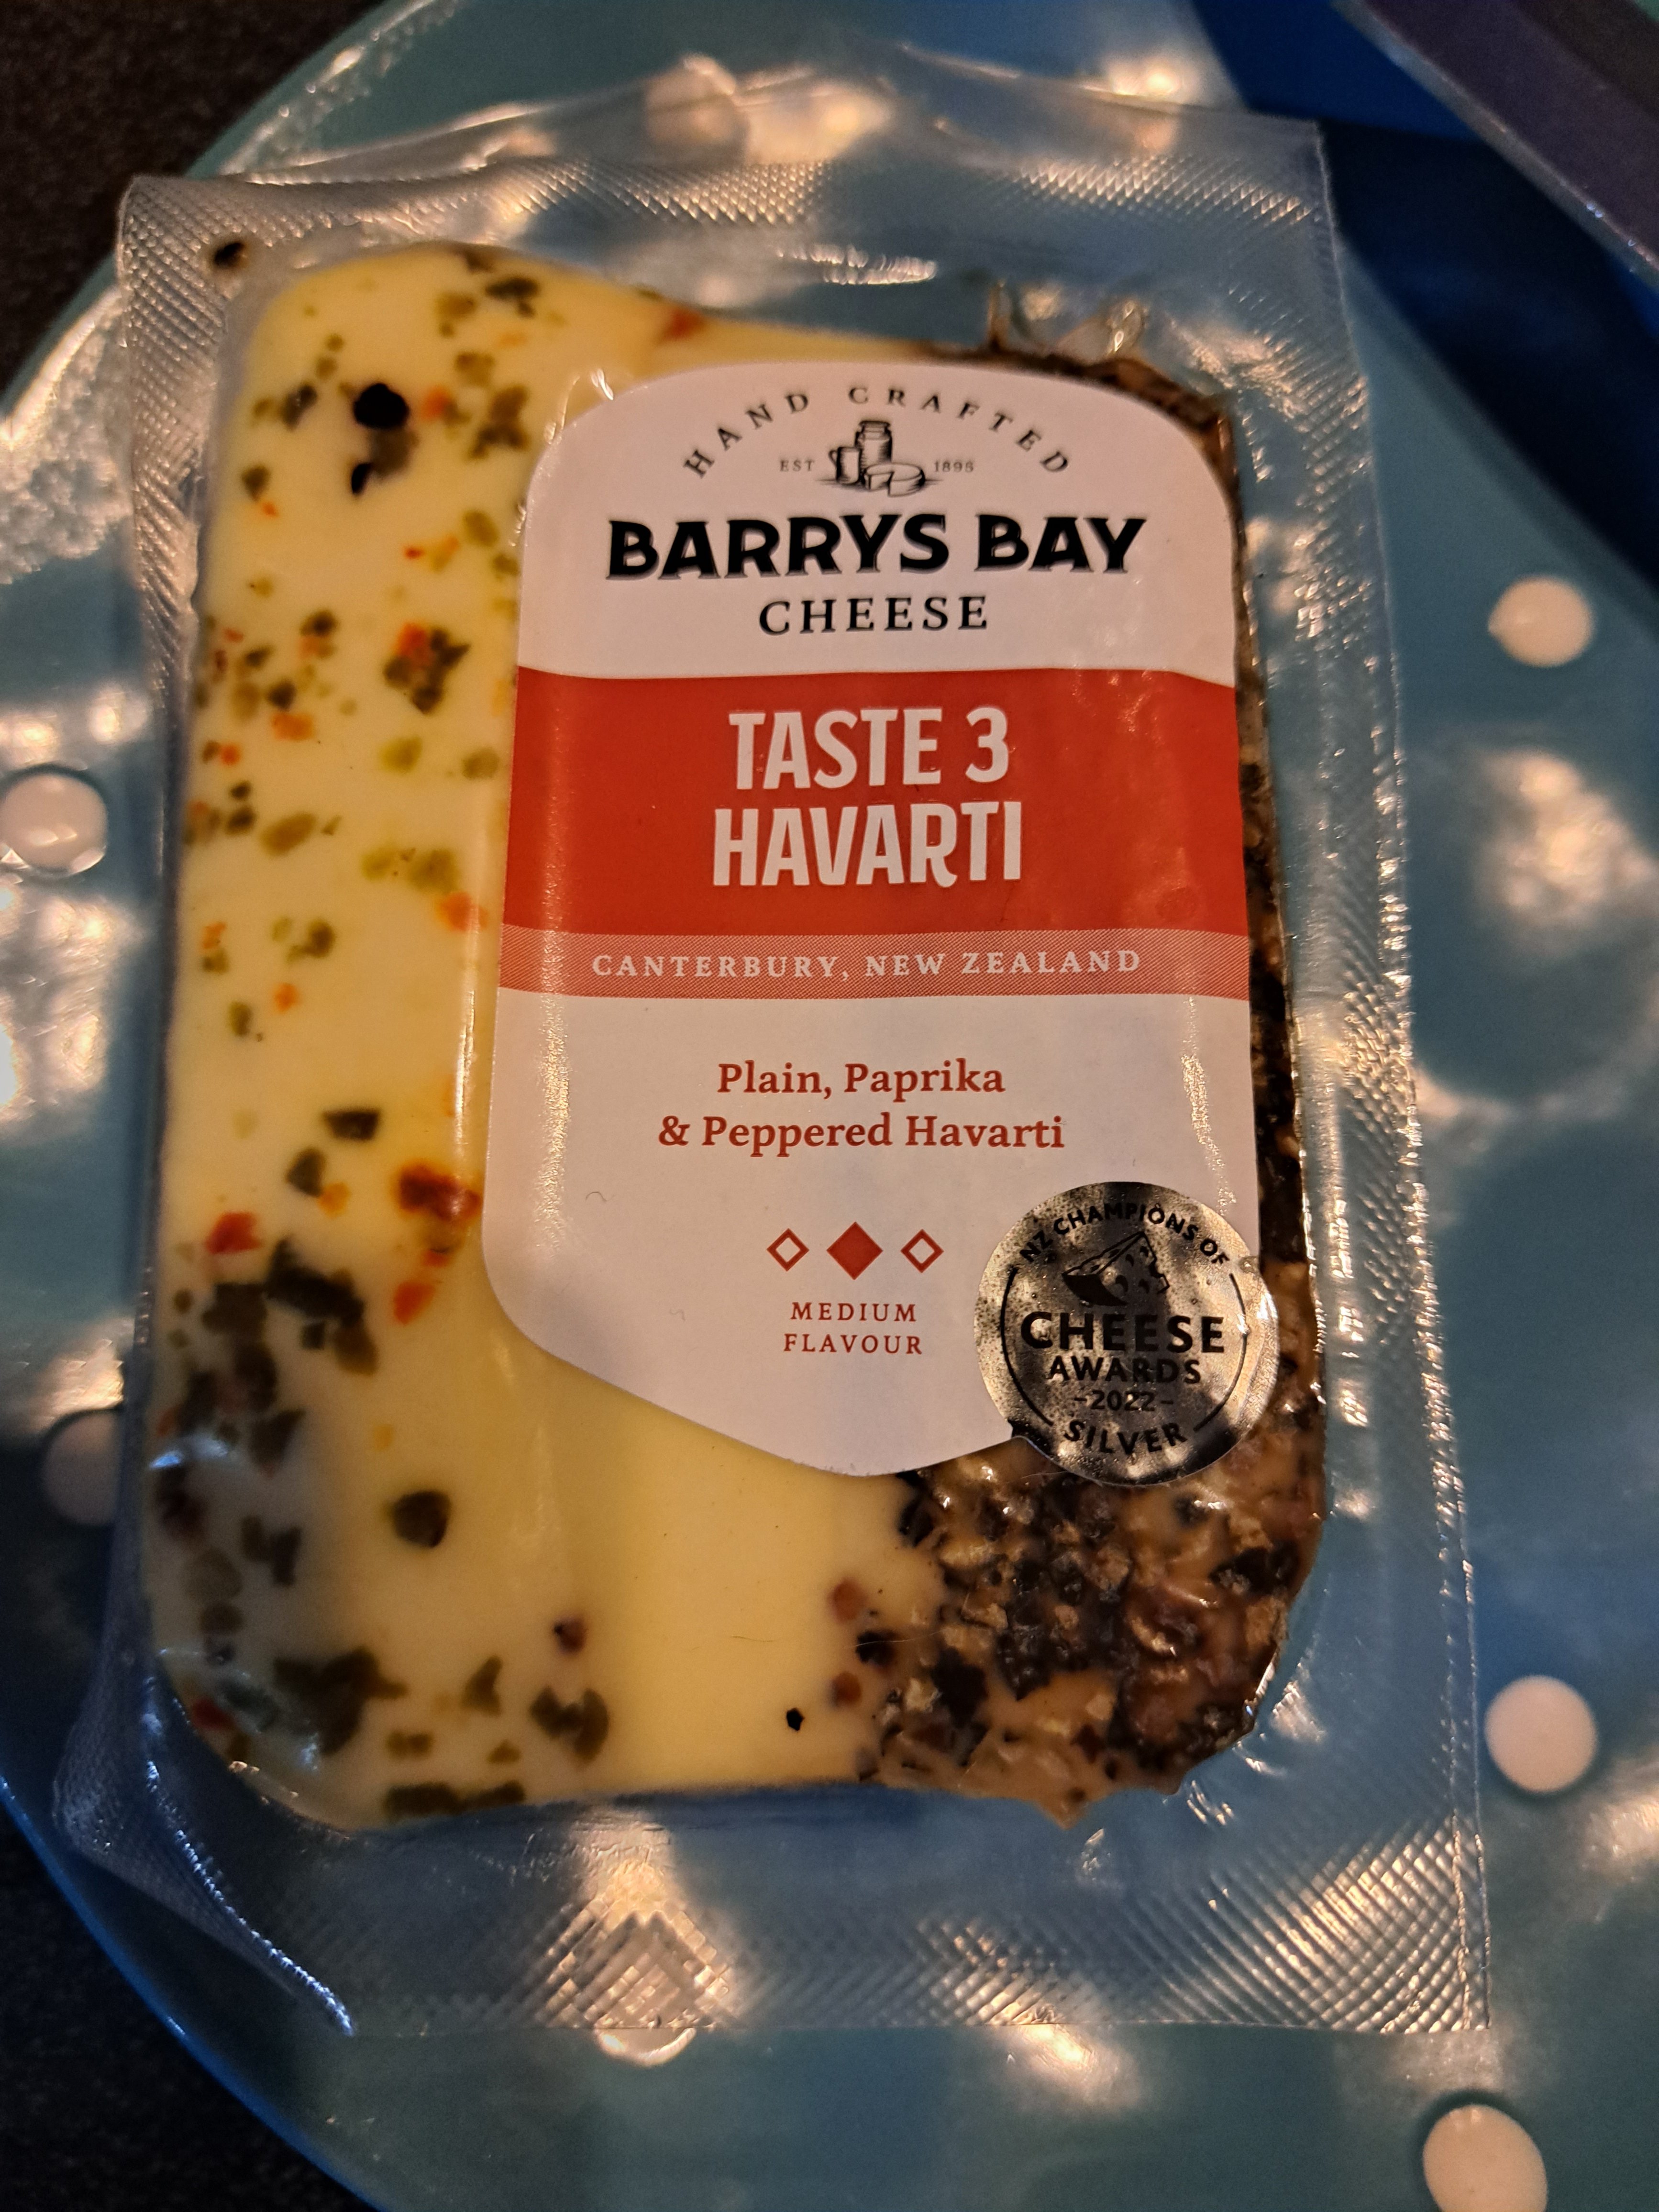 HAND CRAFTED
EST 1895
BARRYS BAY
CHEESE
TASTE 3
HAVARTI
CANTERBURY, NEW ZEALAND
Plain, Paprika
& Peppered Havarti
MEDIUM
FLAVOUR
NZ CHAMPIONS OF
CHEESE
AWARDS
-2022-
SILVER